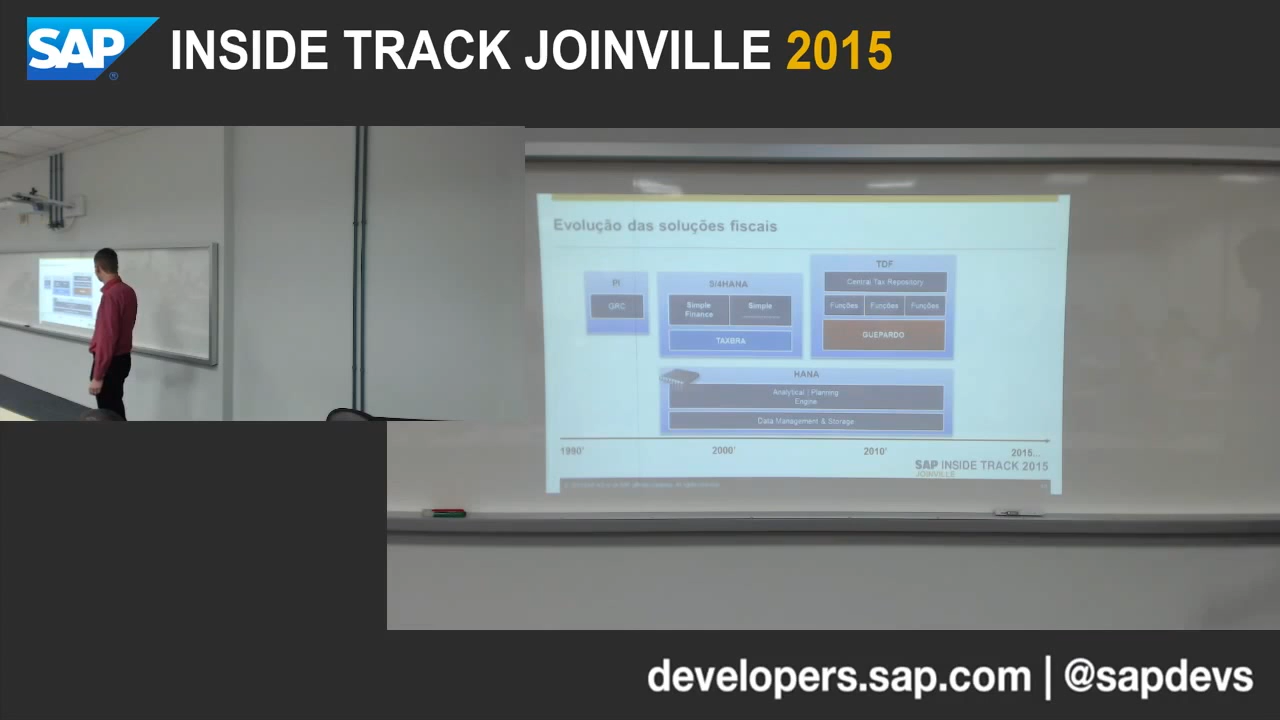 SAP
INSIDE TRACK JOINVILLE 2015
Evolução das soluções fiscais
PI
GRC
S/4HANA
Simple
Finance
Simple
TAXBRA
TDF
Central Tax Repository
Funções
Funções
Funções
GUEPARDO
HANA
Analytical | Planning
Engine
Data Management & Storage
1990'
2000'
2010'
2015...
SAP INSIDE TRACK 2015
JOINVILLE
developers.sap.com | @sapdevs